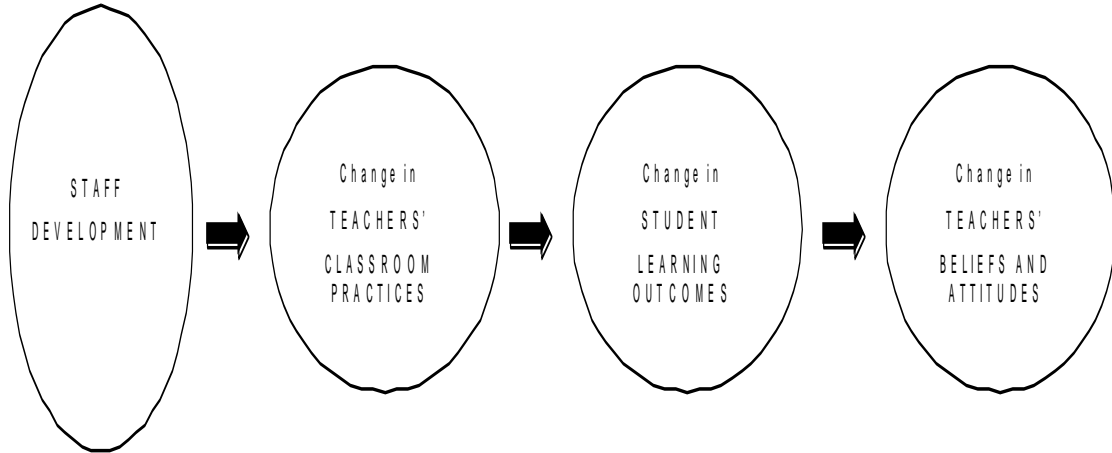 STAFF
DEVELOPMENT
Change in
TEACHERS'
CLASSROOM
PRACTICES
Change in
STUDENT
LEARNING
OUTCOMES
Change in
TEACHERS'
BELIEFS AND
ATTITUDES